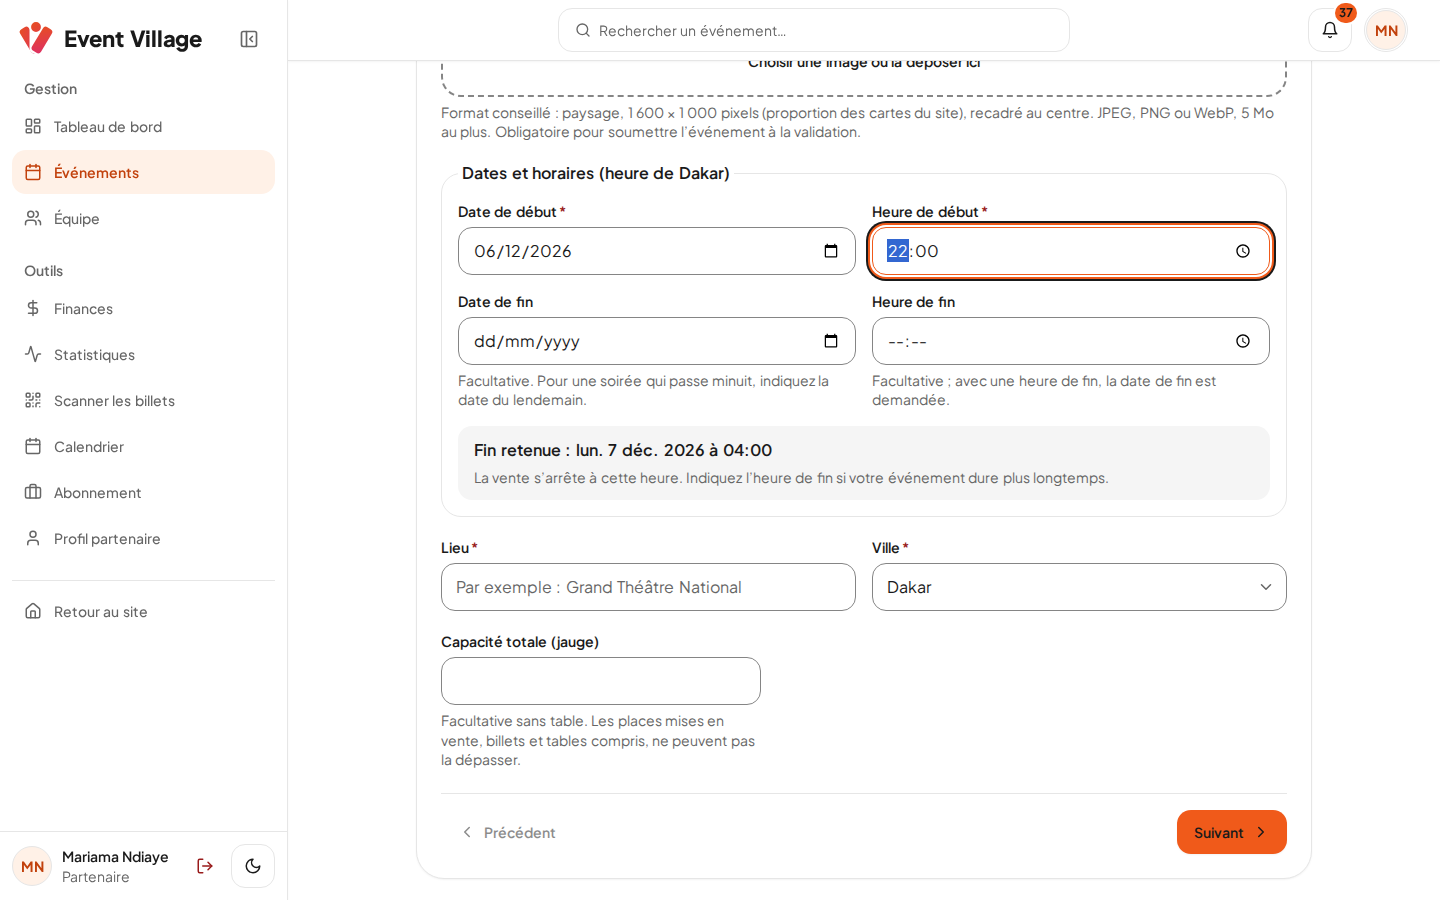 Event Village
Rechercher un événement...
37
MN
Gestion
Tableau de bord
Événements
Équipe
Outils
Finances
Statistiques
Scanner les billets
Calendrier
Abonnement
Profil partenaire
Retour au site
MN
Mariama Ndiaye
Partenaire
Choisir une image ou la déposer ici
Format conseillé : paysage, 1 600 × 1 000 pixels (proportion des cartes du site), recadré au centre. JPEG, PNG ou WebP, 5 Mo
au plus. Obligatoire pour soumettre l'événement à la validation.
Dates et horaires (heure de Dakar)
Date de début *
Heure de début *
06/12/2026
22:00
Date de fin
Heure de fin
dd/mm/yyyy
--:--
Facultative. Pour une soirée qui passe minuit, indiquez la
date du lendemain.
Facultative ; avec une heure de fin, la date de fin est
demandée.
Fin retenue : lun. 7 déc. 2026 à 04:00
La vente s'arrête à cette heure. Indiquez l'heure de fin si votre événement dure plus longtemps.
Lieu *
Ville *
Par exemple : Grand Théâtre National
Dakar
Capacité totale (jauge)
Facultative sans table. Les places mises en
vente, billets et tables compris, ne peuvent pas
la dépasser.
Précédent
Suivant